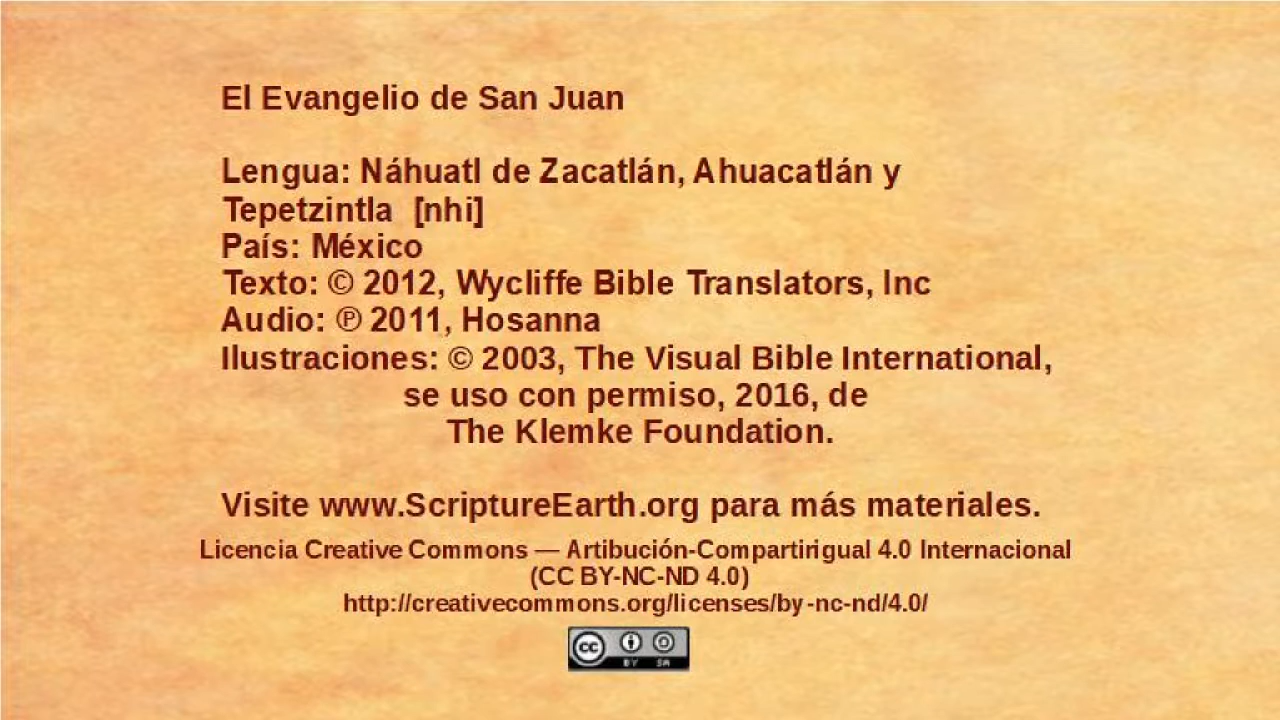 El Evangelio de San Juan
Lengua: Náhuatl de Zacatlán, Ahuacatlán y
Tepetzintla [nhi]
País: México
Texto: © 2012, Wycliffe Bible Translators, Inc
Audio: ℗ 2011, Hosanna
Ilustraciones: © 2003, The Visual Bible International,
se uso con permiso, 2016, de
The Klemke Foundation.
Visite www.ScriptureEarth.org para más materiales.
Licencia Creative Commons — Artibución-Compartirigual 4.0 Internacional
(CC BY-NC-ND 4.0)
http://creativecommons.org/licenses/by-nc-nd/4.0/
cc BY SA